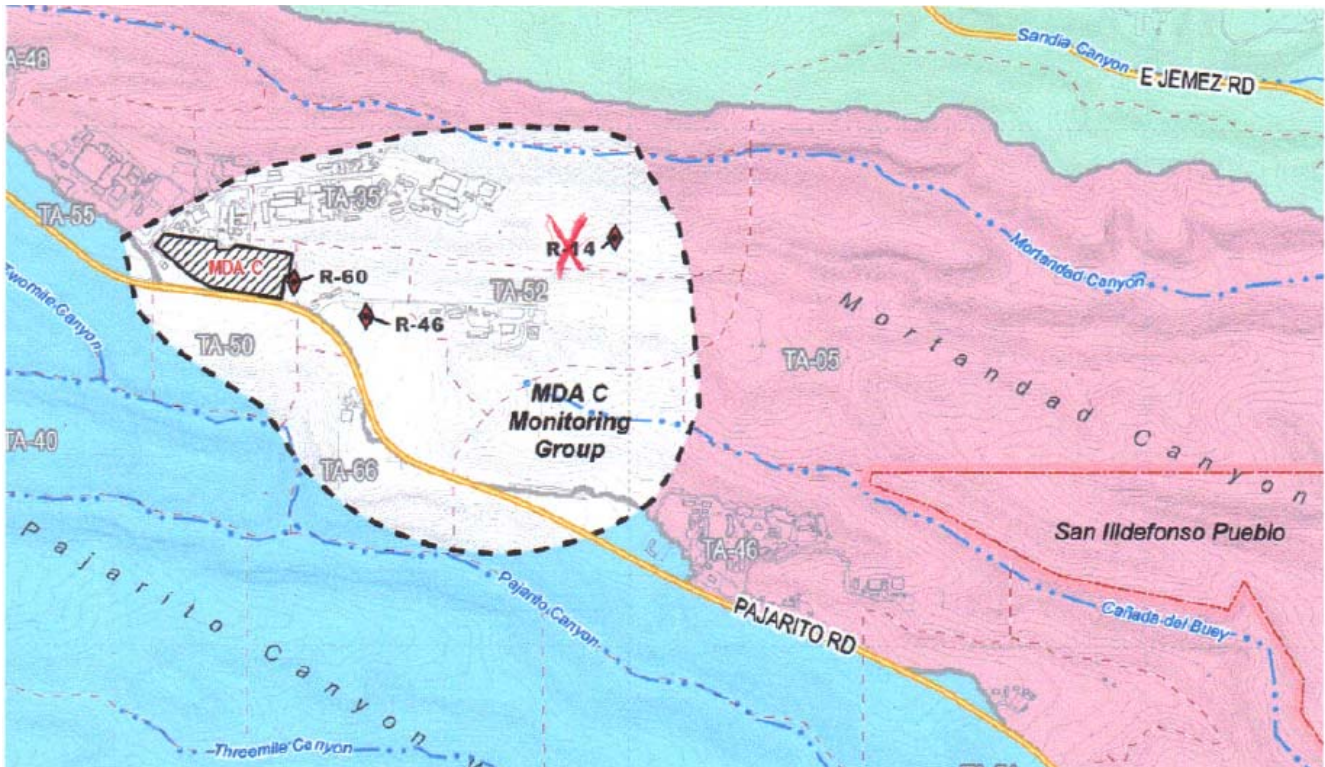 Sandia Canyon
E JEMEZ RD
TA-48
TA-35
TA-55
R-14
MDA C
R-60
Mortandad Canyon
TA-52
R-46
Twomile Canyon
Mortandad Canyon
TA-50
TA-05
MDA C
Monitoring
Group
TA-40
TA-66
San Ildefonso Pueblo
TA-46
Pajarito Canyon
Pajarito Canyon
PAJARITO RD
Cañada del Buey
Threemile Canyon